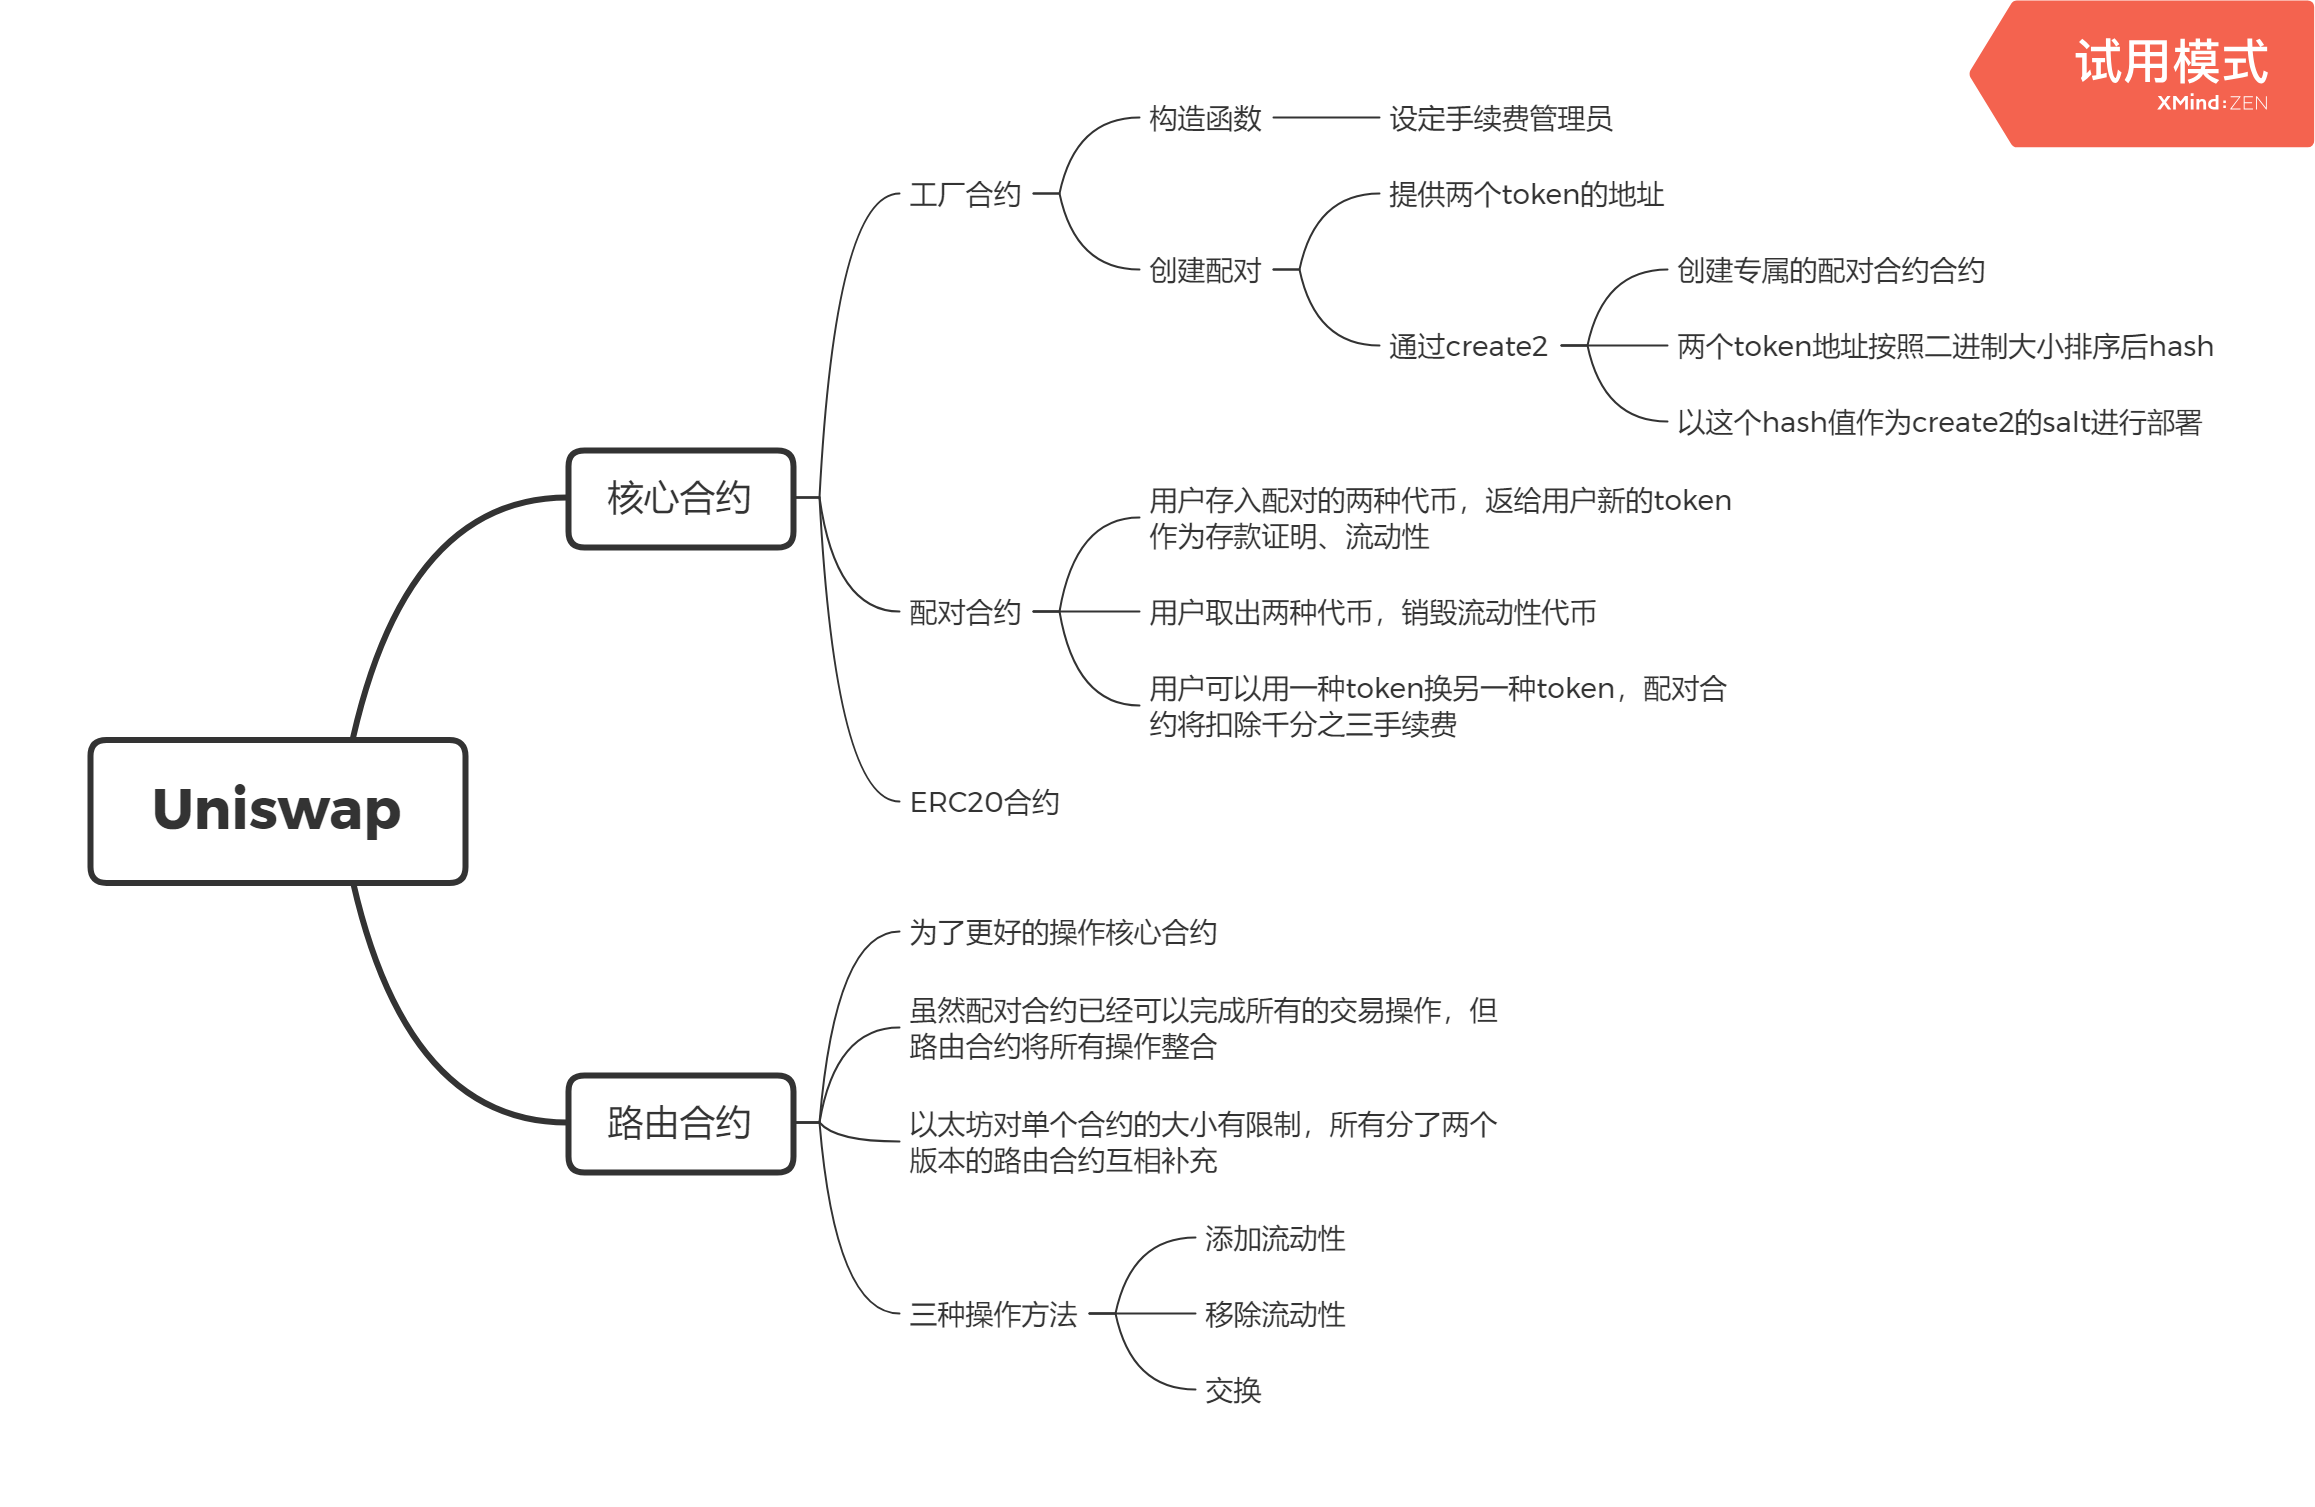 试用模式
XMind:ZEN
构造函数
设定手续费管理员
工厂合约
提供两个token的地址
创建配对
创建专属的配对合约合约
通过create2
两个token地址按照二进制大小排序后hash
以这个hash值作为create2的salt进行部署
核心合约
用户存入配对的两种代币，返给用户新的token
作为存款证明、流动性
配对合约
用户取出两种代币，销毁流动性代币
用户可以用一种token换另一种token，配对合
约将扣除千分之三手续费
ERC20合约
Uniswap
为了更好的操作核心合约
虽然配对合约已经可以完成所有的交易操作，但
路由合约将所有操作整合
路由合约
以太坊对单个合约的大小有限制，所有分了两个
版本的路由合约互相补充
三种操作方法
添加流动性
移除流动性
交换